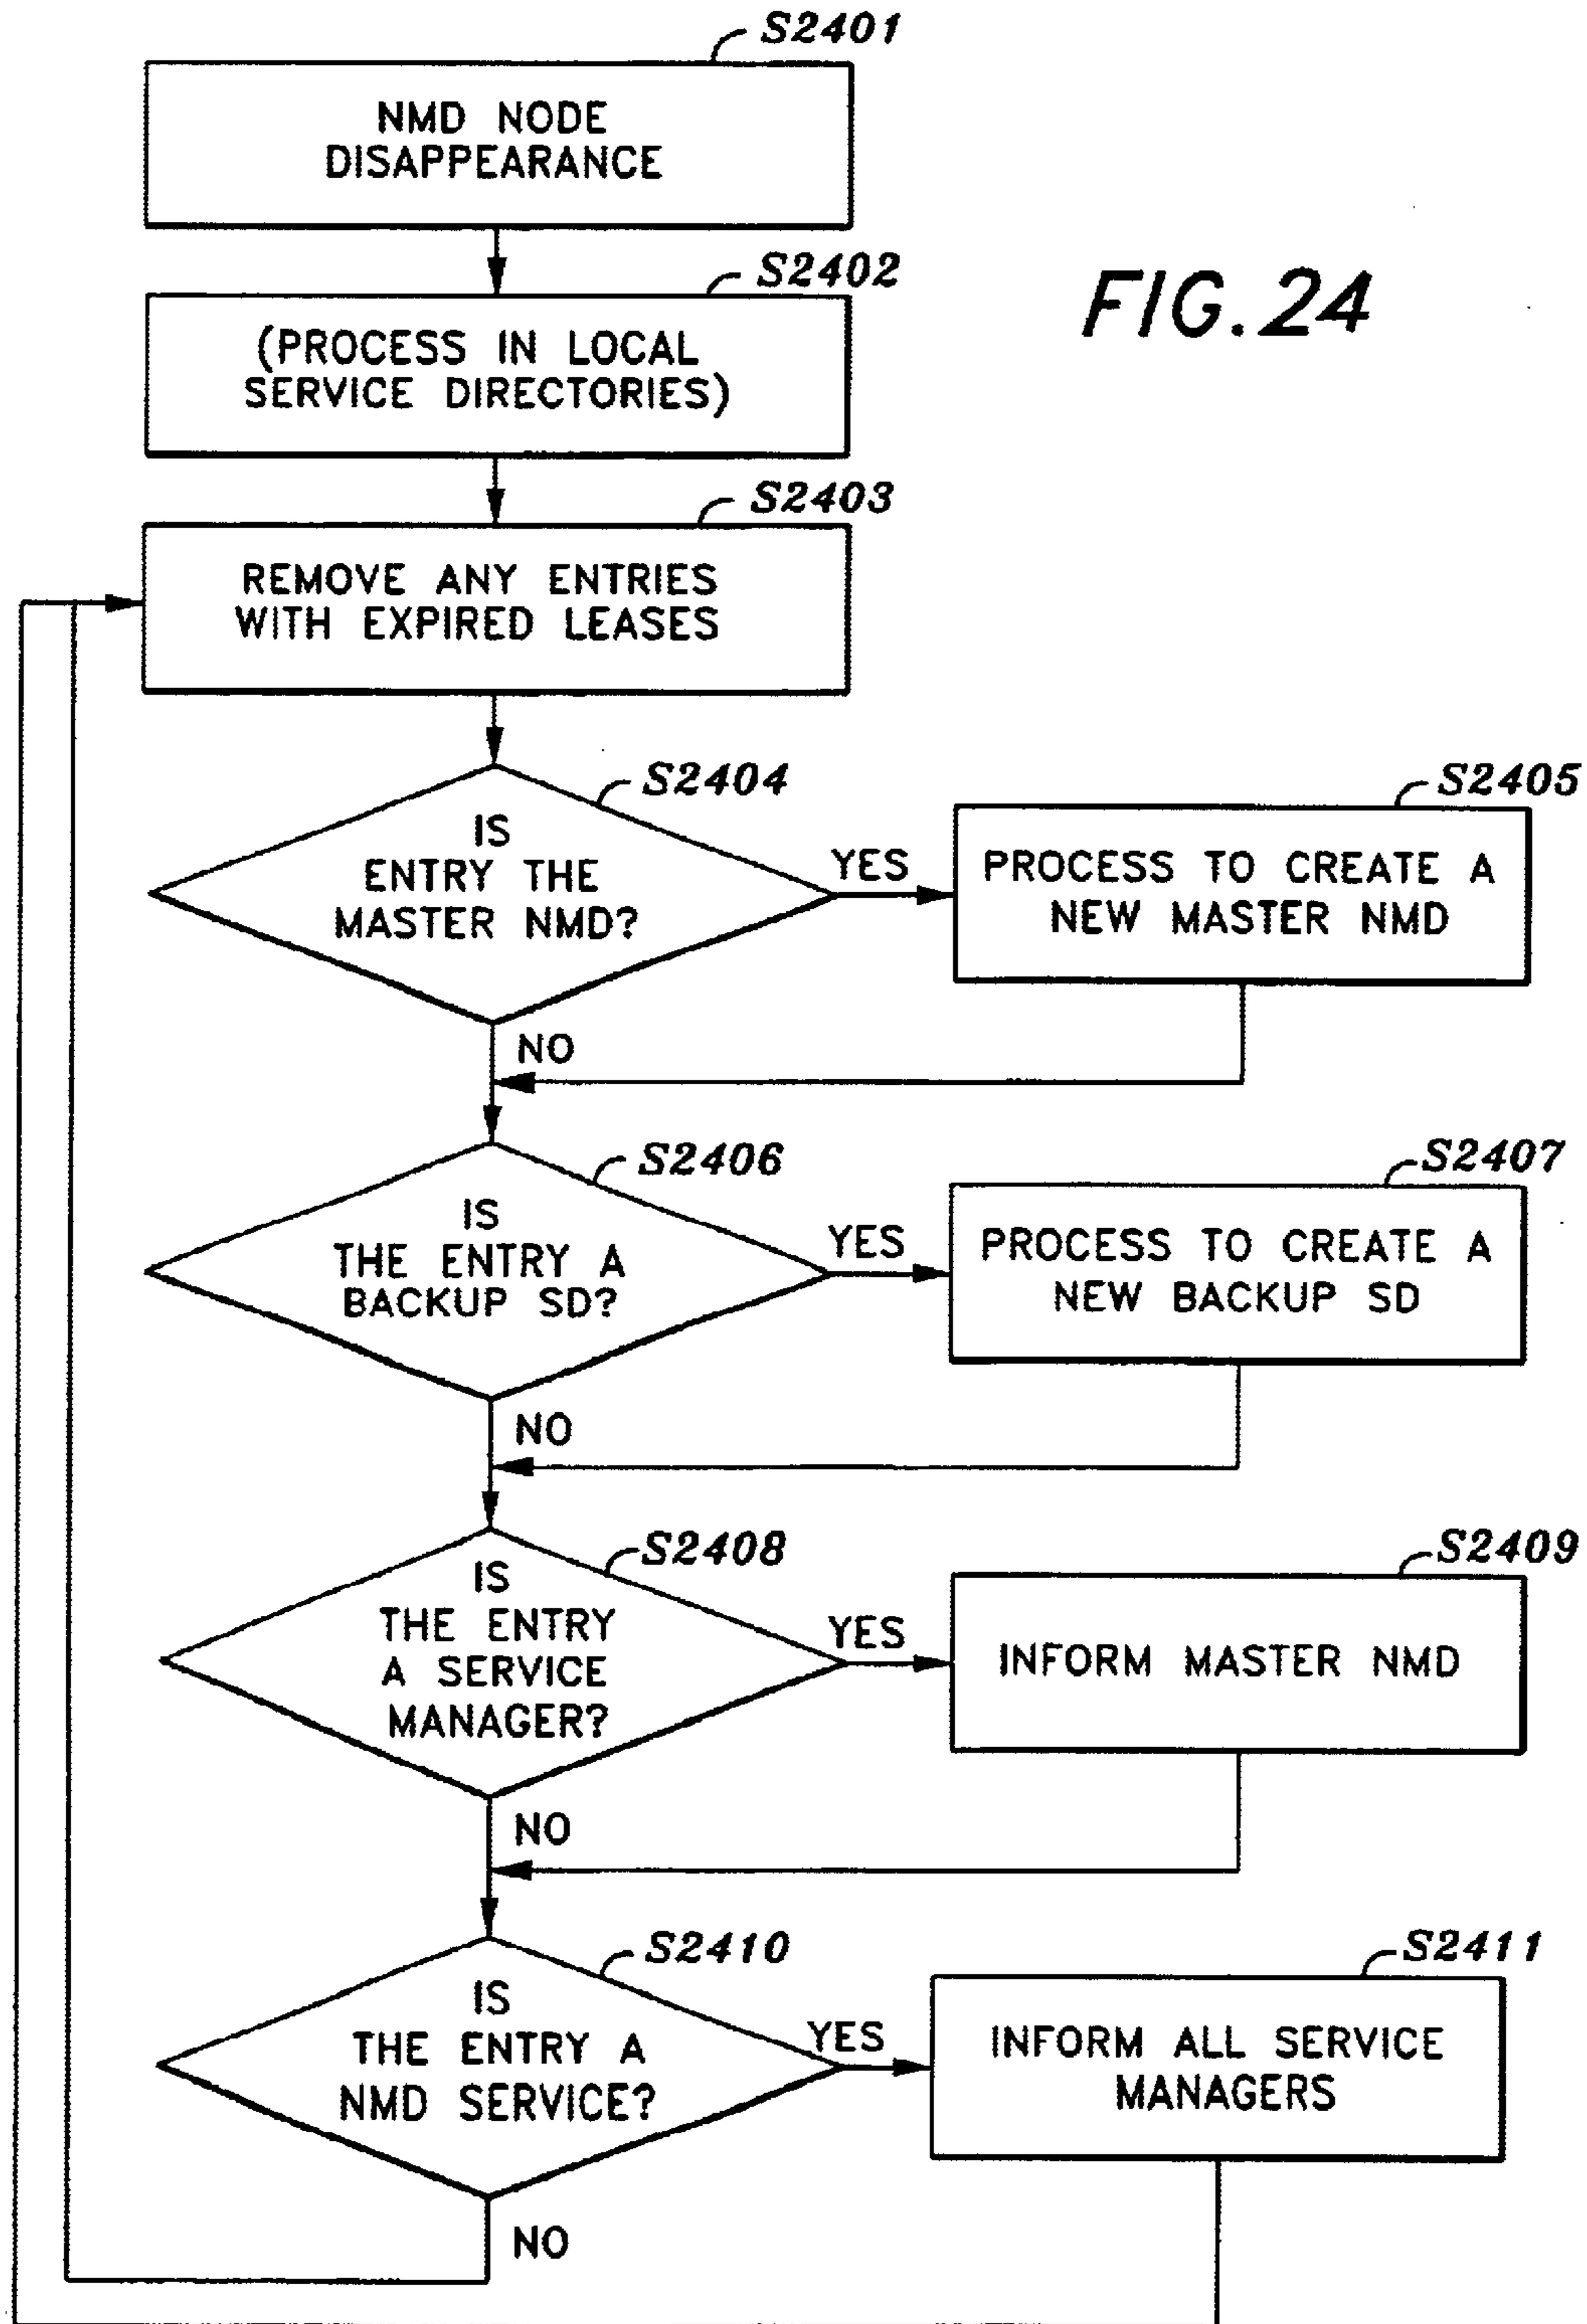 S2401
NMD NODE
DISAPPEARANCE
S2402
(PROCESS IN LOCAL
SERVICE DIRECTORIES)
FIG.24
S2403
REMOVE ANY ENTRIES
WITH EXPIRED LEASES
S2404
IS
ENTRY THE
MASTER NMD?
YES
S2405
PROCESS TO CREATE A
NEW MASTER NMD
NO
S2406
IS
THE ENTRY A
BACKUP SD?
YES
S2407
PROCESS TO CREATE A
NEW BACKUP SD
NO
S2408
IS
THE ENTRY
A SERVICE
MANAGER?
YES
S2409
INFORM MASTER NMD
NO
S2410
IS
THE ENTRY A
NMD SERVICE?
YES
S2411
INFORM ALL SERVICE
MANAGERS
NO